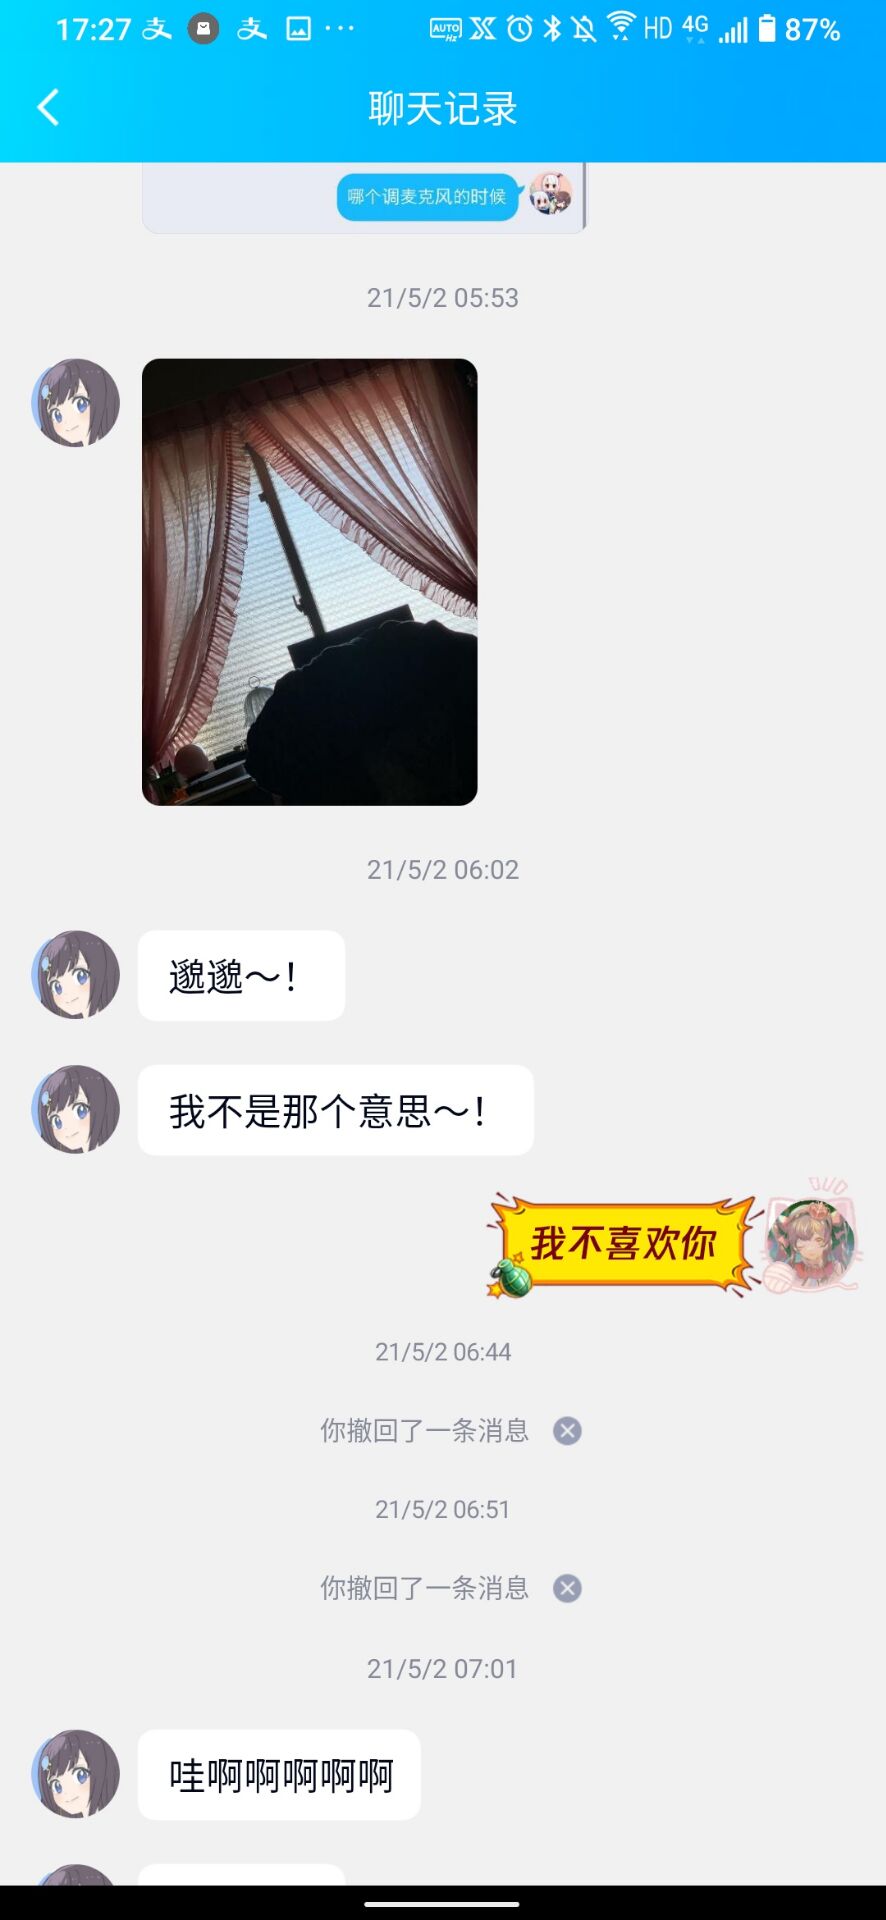 17:27 支 支 ··· AUTO Hz HD 4G 87%
聊天记录
哪个调麦克风的时候
21/5/2 05:53
21/5/2 06:02
邈邈～！
我不是那个意思～！
我不喜欢你
21/5/2 06:44
你撤回了一条消息
21/5/2 06:51
你撤回了一条消息
21/5/2 07:01
哇啊啊啊啊啊